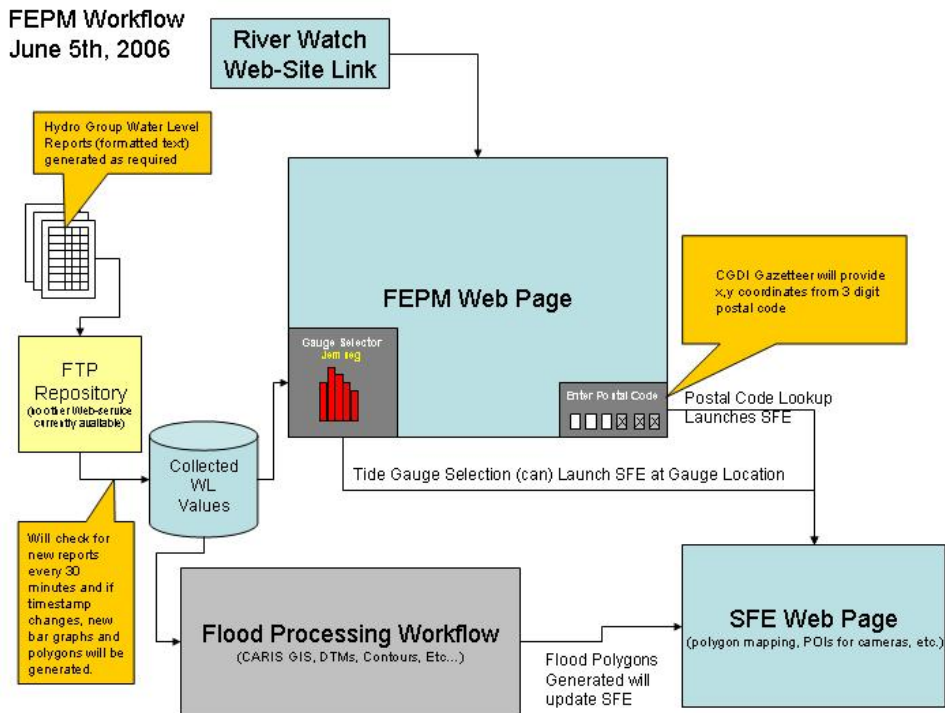 FEPM Workflow
June 5th, 2006
River Watch
Web-Site Link
Hydro Group Water Level
Reports (formatted text)
generated as required
FEPM Web Page
CGDI Gazetteer will provide
x,y coordinates from 3 digit
postal code
Gauge Selector
Jem seg
Enter Postal Code
FTP
Repository
(no other Web-service
currently available)
Postal Code Lookup
Launches SFE
Collected
WL
Values
Tide Gauge Selection (can) Launch SFE at Gauge Location
Will check for
new reports
every 30
minutes and if
timestamp
changes, new
bar graphs and
polygons will be
generated.
Flood Processing Workflow
(CARIS GIS, DTMs, Contours, Etc...)
Flood Polygons
Generated will
update SFE
SFE Web Page
(polygon mapping, POIs for cameras, etc.)